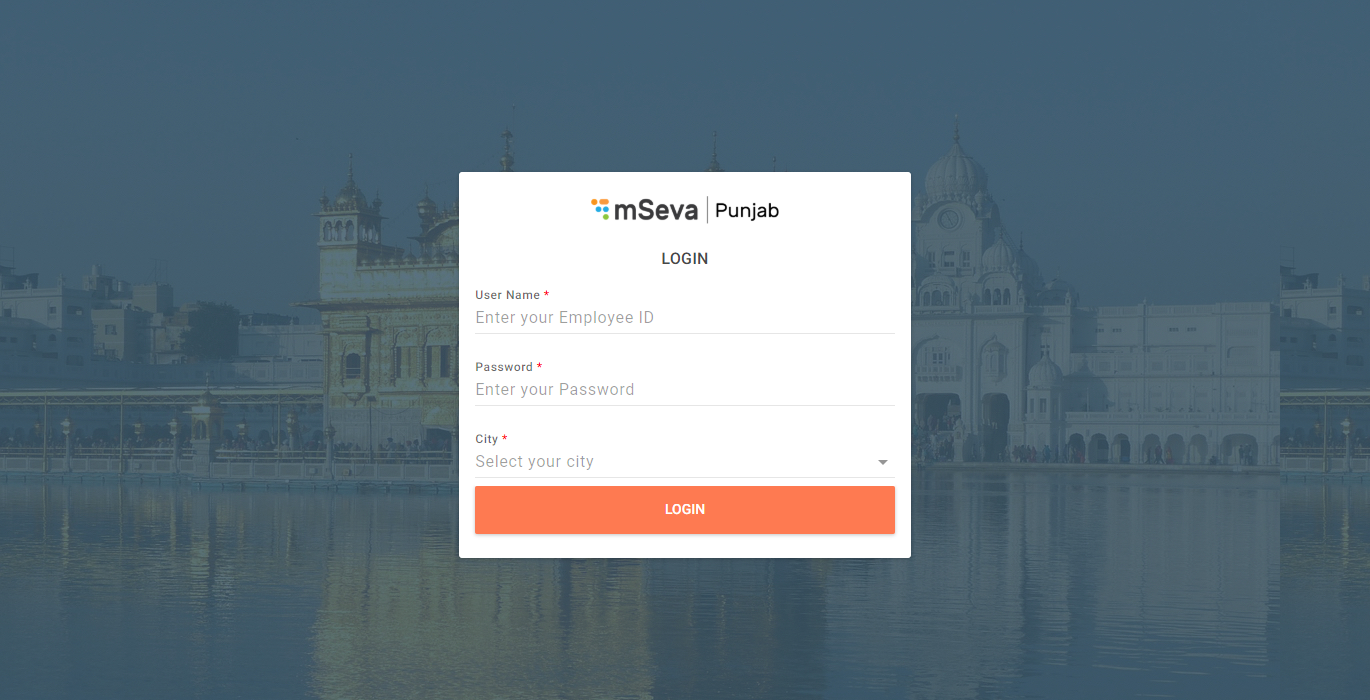 mSeva | Punjab
LOGIN
User Name *
Enter your Employee ID
Password *
Enter your Password
City *
Select your city
LOGIN